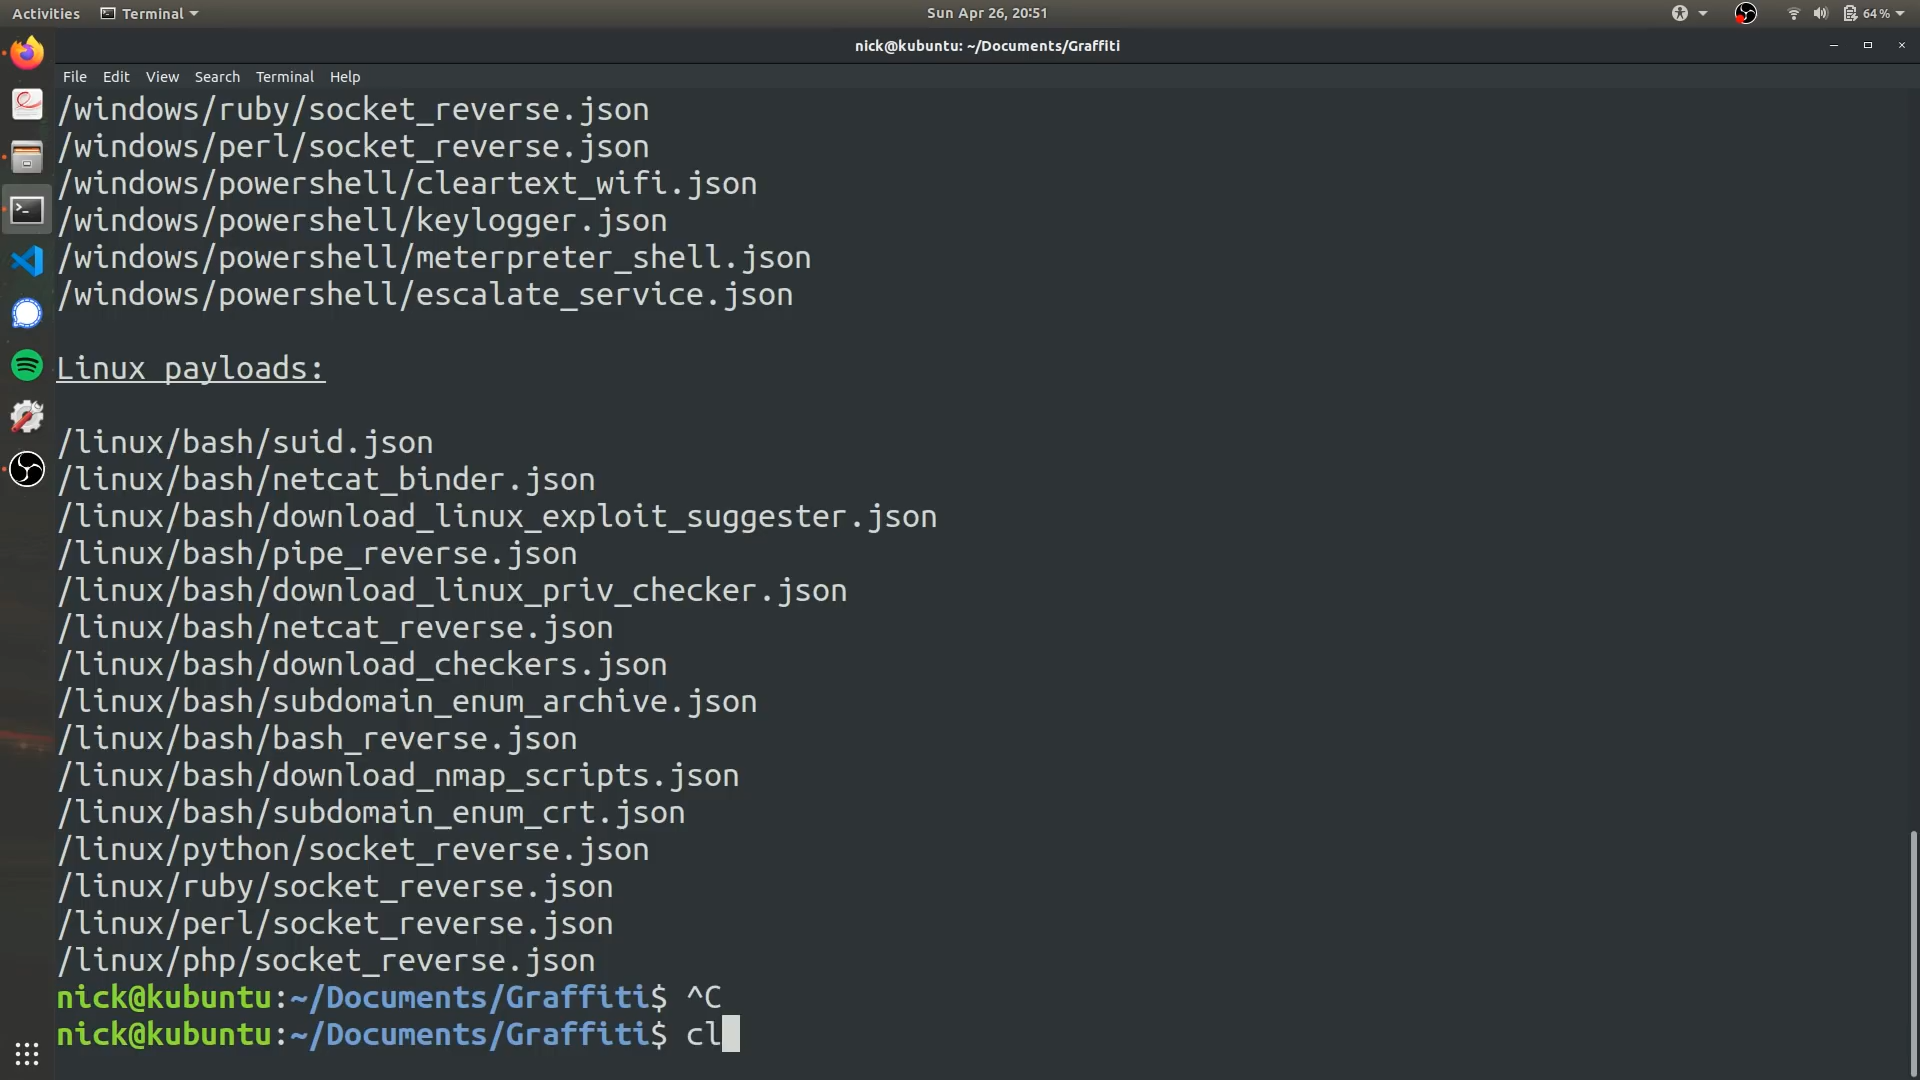 Activities Terminal Sun Apr 26, 20:51 64 %
nick@kubuntu: ~/Documents/Graffiti
File Edit View Search Terminal Help
/windows/ruby/socket_reverse.json
/windows/perl/socket_reverse.json
/windows/powershell/cleartext_wifi.json
/windows/powershell/keylogger.json
/windows/powershell/meterpreter_shell.json
/windows/powershell/escalate_service.json
Linux payloads:
/linux/bash/suid.json
/linux/bash/netcat_binder.json
/linux/bash/download_linux_exploit_suggester.json
/linux/bash/pipe_reverse.json
/linux/bash/download_linux_priv_checker.json
/linux/bash/netcat_reverse.json
/linux/bash/download_checkers.json
/linux/bash/subdomain_enum_archive.json
/linux/bash/bash_reverse.json
/linux/bash/download_nmap_scripts.json
/linux/bash/subdomain_enum_crt.json
/linux/python/socket_reverse.json
/linux/ruby/socket_reverse.json
/linux/perl/socket_reverse.json
/linux/php/socket_reverse.json
nick@kubuntu:~/Documents/Graffiti$ ^C
nick@kubuntu:~/Documents/Graffiti$ cl